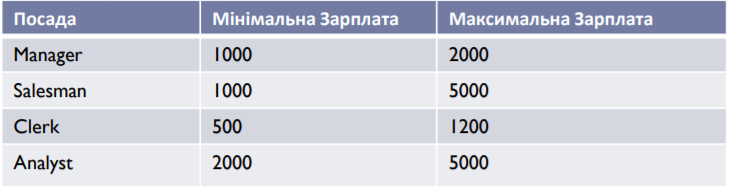 Посада Мінімальна Зарплата Максимальна Зарплата
Manager 1000 2000
Salesman 1000 5000
Clerk 500 1200
Analyst 2000 5000